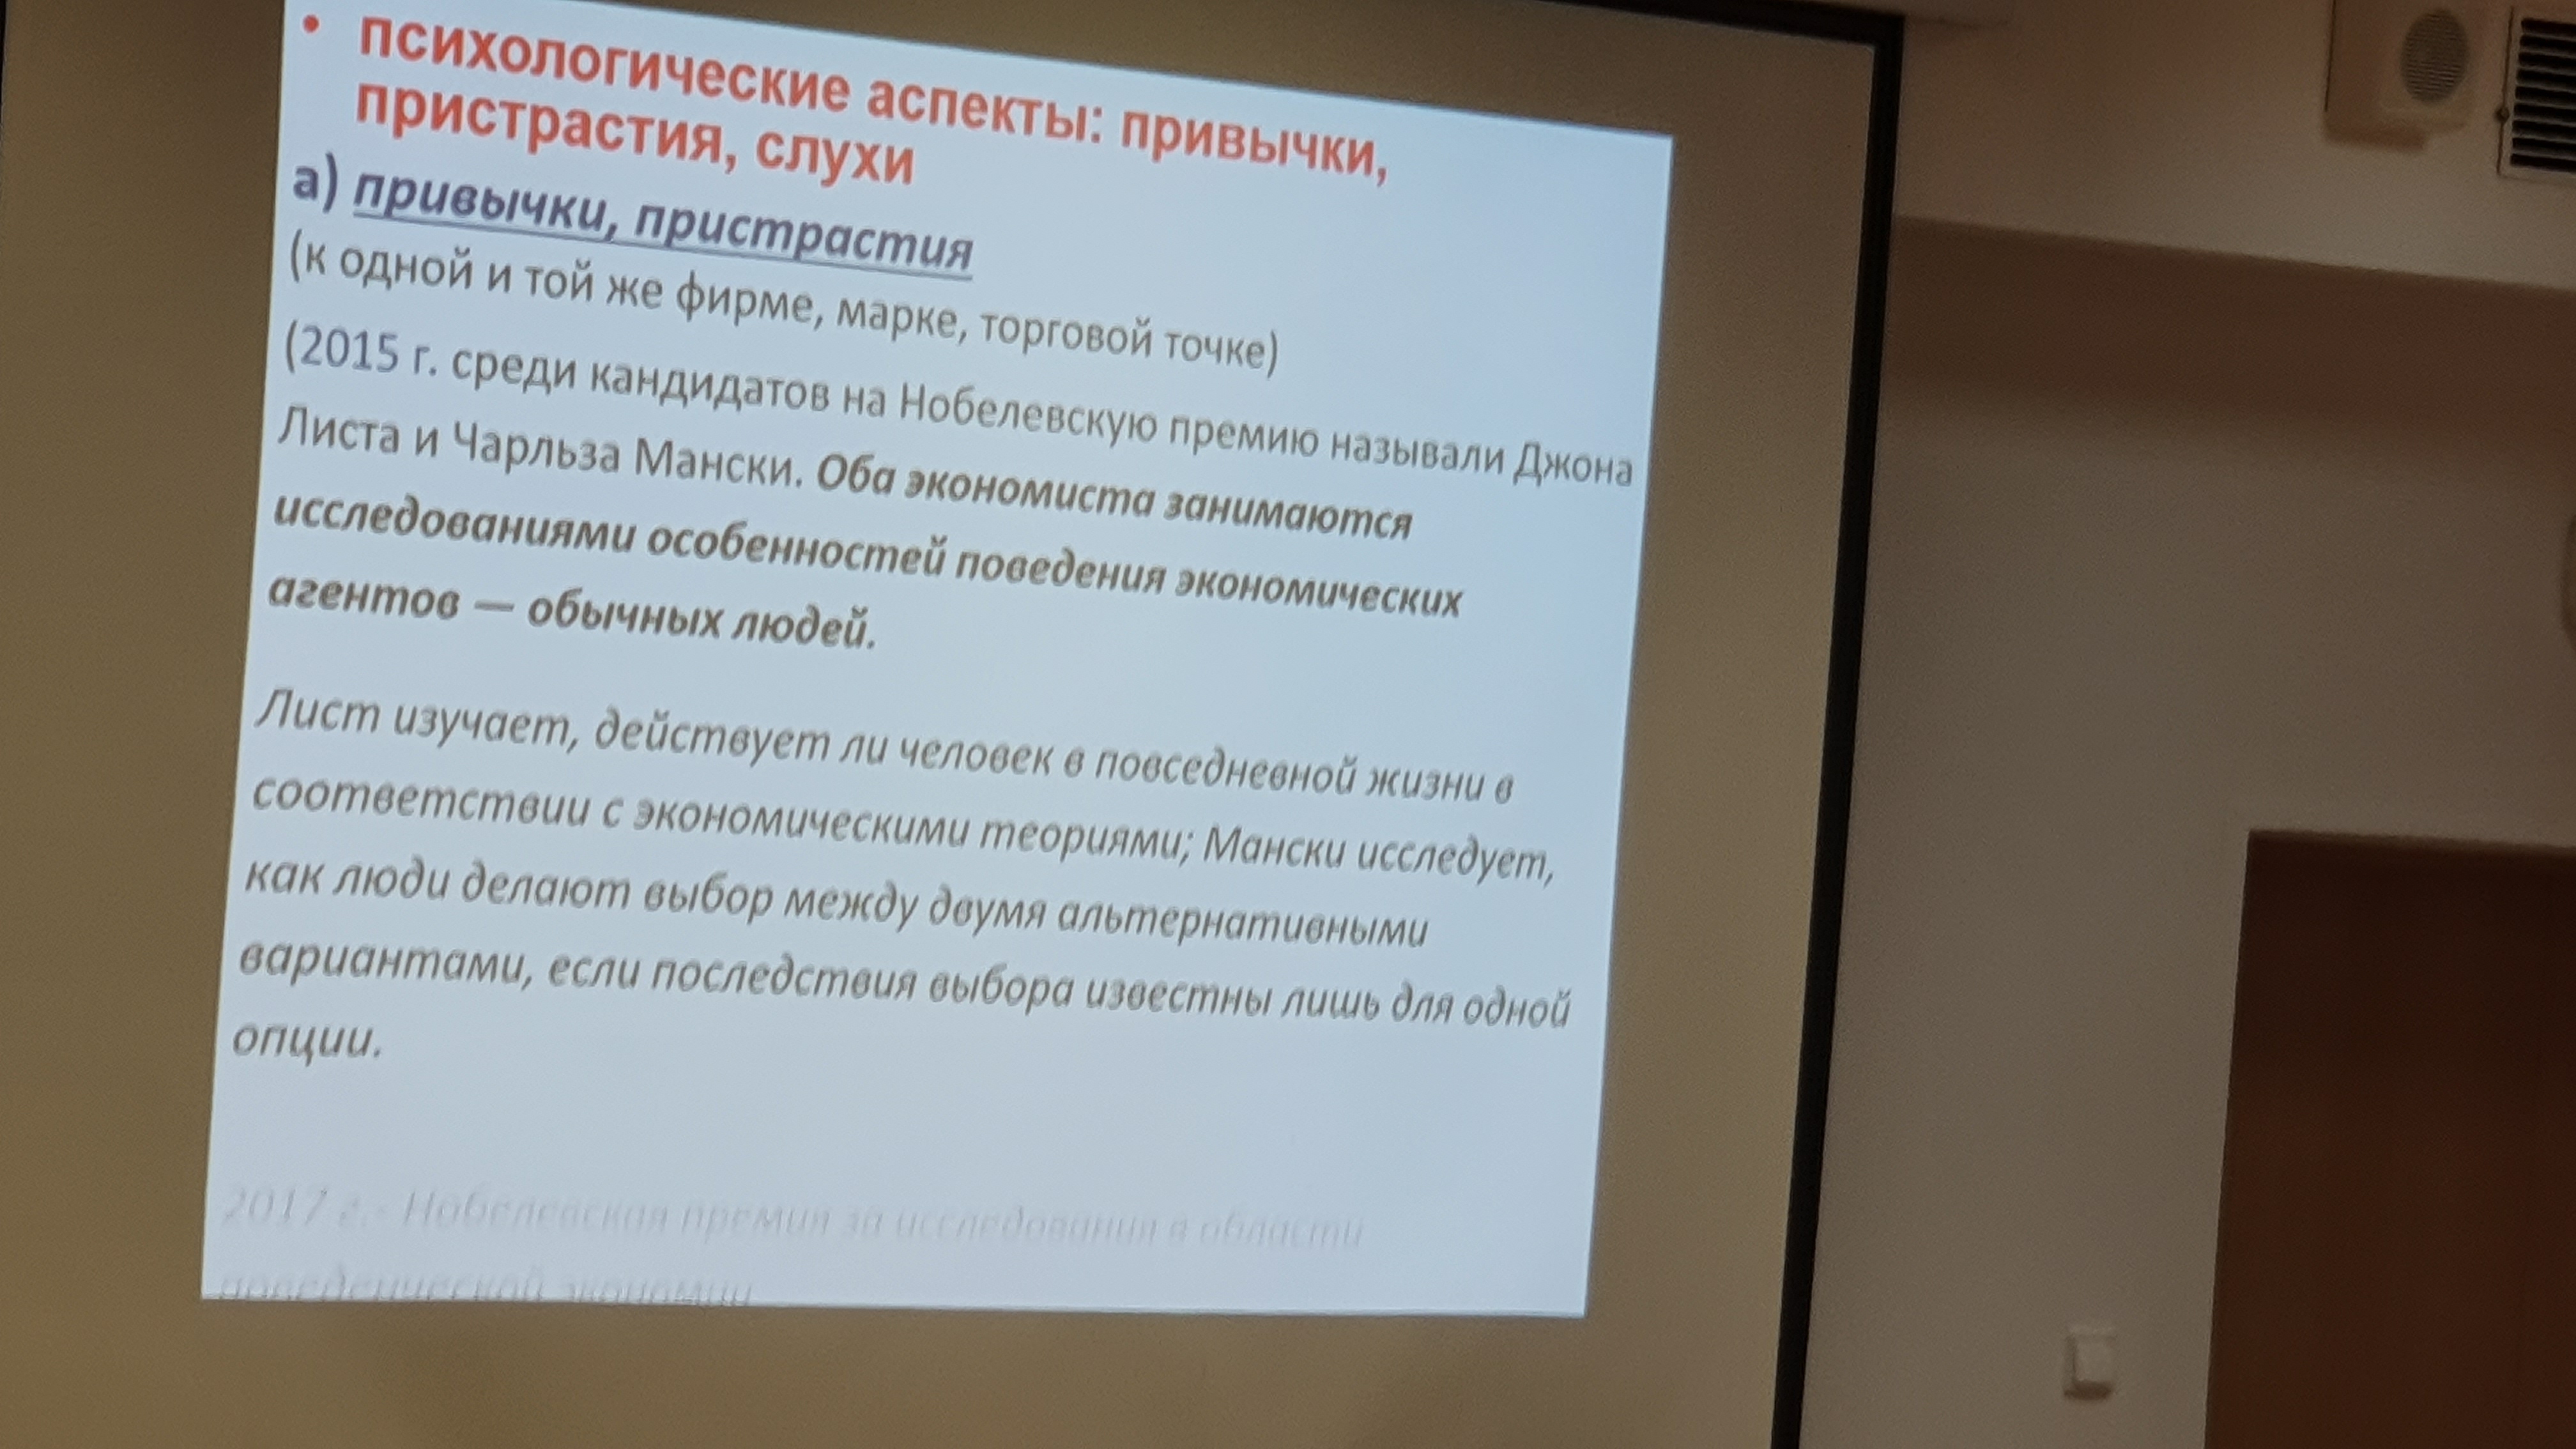 • психологические аспекты: привычки,
пристрастия, слухи
а) привычки, пристрастия
(к одной и той же фирме, марке, торговой точке)
(2015 г. среди кандидатов на Нобелевскую премию называли Джона
Листа и Чарльза Мански. Оба экономиста занимаются
исследованиями особенностей поведения экономических
агентов — обычных людей.
Лист изучает, действует ли человек в повседневной жизни в
соответствии с экономическими теориями; Мански исследует,
как люди делают выбор между двумя альтернативными
вариантами, если последствия выбора известны лишь для одной
опции.
2017 г.- Нобелевская премия за исследования в области
поведенческой экономии